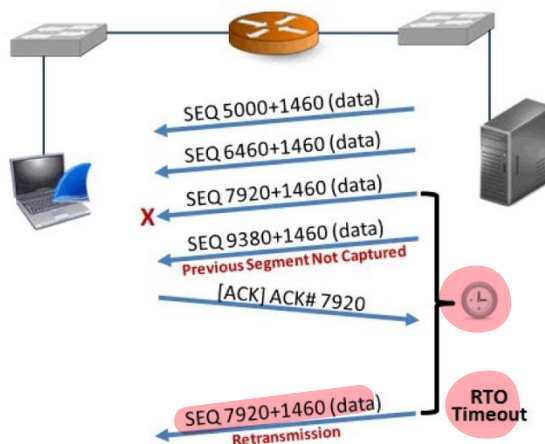 SEQ 5000+1460 (data)
SEQ 6460+1460 (data)
SEQ 7920+1460 (data)
X
SEQ 9380+1460 (data)
Previous Segment Not Captured
[ACK] ACK# 7920
SEQ 7920+1460 (data)
Retransmission
RTO
Timeout